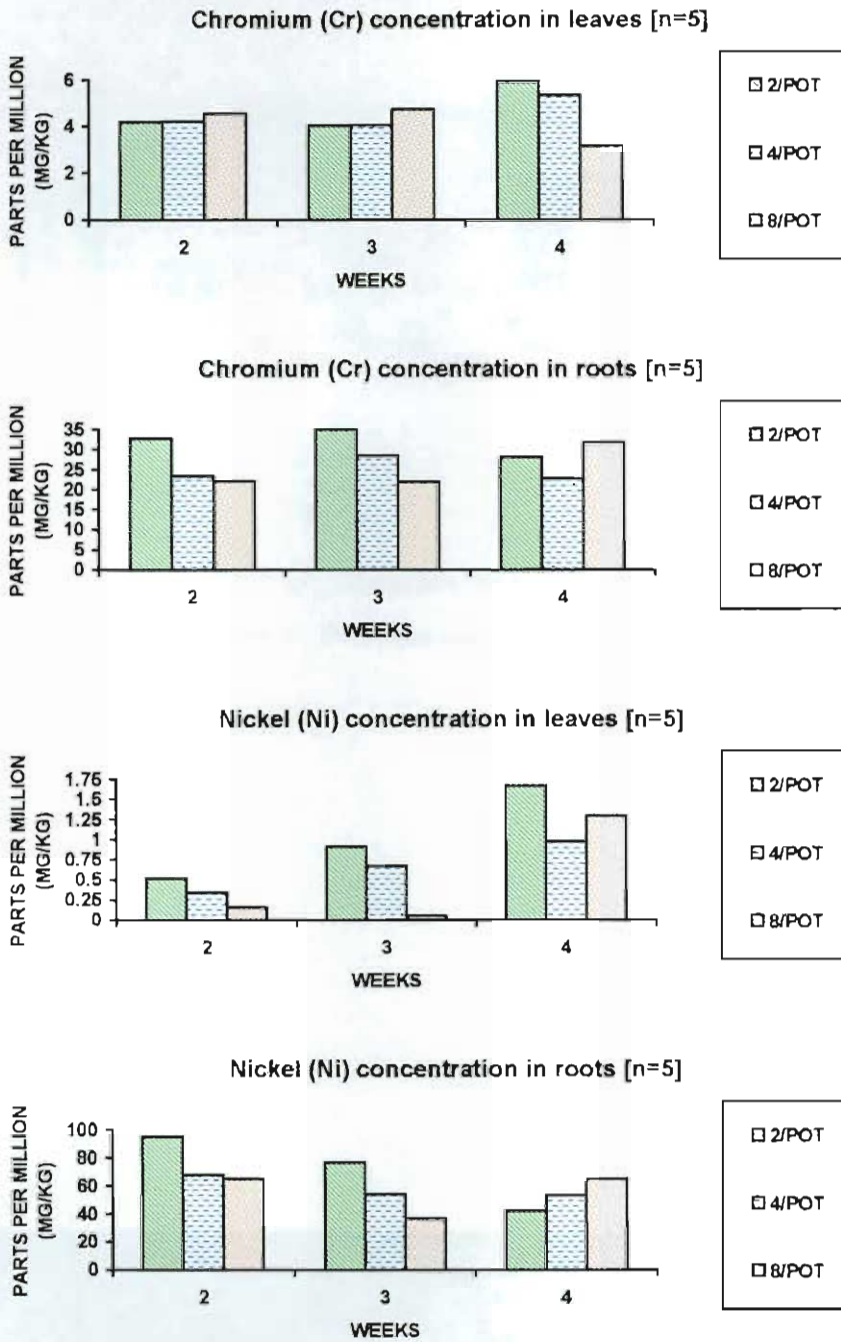 Chromium (Cr) concentration in leaves [n=5]
PARTS PER MILLION
(MG/KG)
6
4
2
0
2
3
4
WEEKS
2/POT
4/POT
8/POT
Chromium (Cr) concentration in roots [n=5]
PARTS PER MILLION
(MG/KG)
35
30
25
20
15
10
5
0
2
3
4
WEEKS
2/POT
4/POT
8/POT
Nickel (Ni) concentration in leaves [n=5]
PARTS PER MILLION
(MG/KG)
1.75
1.5
1.25
1
0.75
0.5
0.25
0
2
3
4
WEEKS
2/POT
4/POT
8/POT
Nickel (Ni) concentration in roots [n=5]
PARTS PER MILLION
(MG/KG)
100
80
60
40
20
0
2
3
4
WEEKS
2/POT
4/POT
8/POT